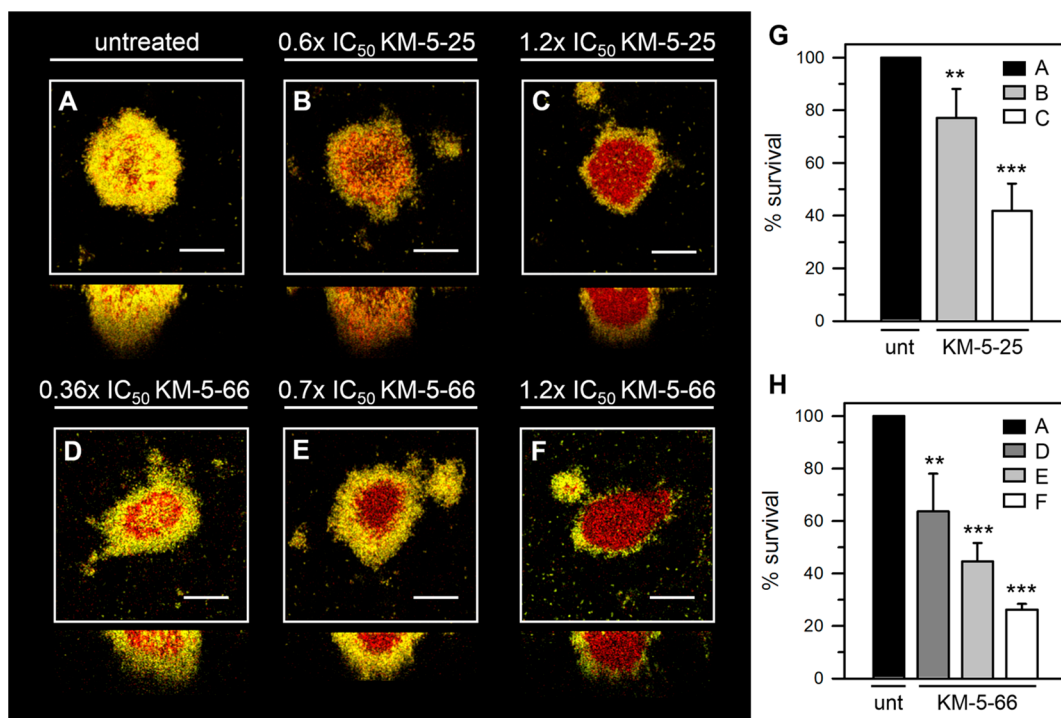 untreated
0.6x IC50 KM-5-25
1.2x IC50 KM-5-25
A
B
C
0.36x IC50 KM-5-66
0.7x IC50 KM-5-66
1.2x IC50 KM-5-66
D
E
F
G
% survival
100
80
60
40
20
0
**
***
A
B
C
unt
KM-5-25
H
% survival
100
80
60
40
20
0
**
***
***
A
D
E
F
unt
KM-5-66